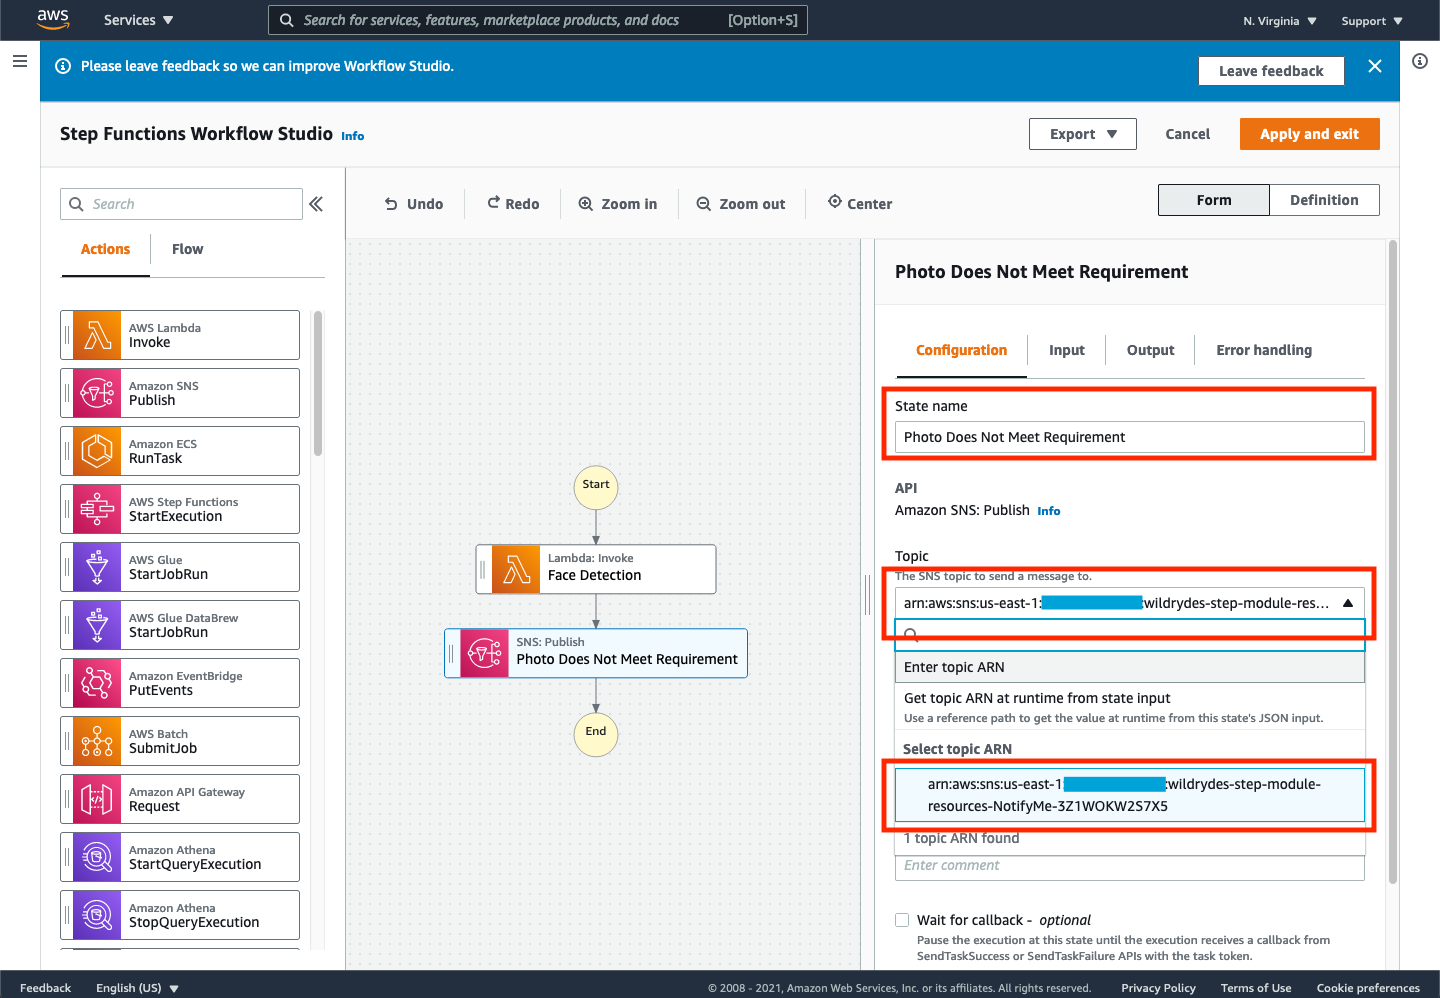 aws
Services
Search for services, features, marketplace products, and docs
[Option+S]
N. Virginia
Support
Please leave feedback so we can improve Workflow Studio.
Leave feedback
Step Functions Workflow Studio Info
Export
Cancel
Apply and exit
Search
Undo
Redo
Zoom in
Zoom out
Center
Form
Definition
Actions
Flow
AWS Lambda
Invoke
Amazon SNS
Publish
Amazon ECS
RunTask
AWS Step Functions
StartExecution
AWS Glue
StartJobRun
AWS Glue DataBrew
StartJobRun
Amazon EventBridge
PutEvents
AWS Batch
SubmitJob
Amazon API Gateway
Request
Amazon Athena
StartQueryExecution
Amazon Athena
StopQueryExecution
Start
Lambda: Invoke
Face Detection
SNS: Publish
Photo Does Not Meet Requirement
End
Photo Does Not Meet Requirement
Configuration
Input
Output
Error handling
State name
Photo Does Not Meet Requirement
API
Amazon SNS: Publish Info
Topic
The SNS topic to send a message to.
arn:aws:sns:us-east-1: :wildrydes-step-module-res...
Enter topic ARN
Get topic ARN at runtime from state input
Use a reference path to get the value at runtime from this state's JSON input.
Select topic ARN
arn:aws:sns:us-east-1 :wildrydes-step-module-
resources-NotifyMe-3Z1WOKW2S7X5
1 topic ARN found
Enter comment
Wait for callback - optional
Pause the execution at this state until the execution receives a callback from
SendTaskSuccess or SendTaskFailure APIs with the task token.
Feedback
English (US)
© 2008 - 2021, Amazon Web Services, Inc. or its affiliates. All rights reserved.
Privacy Policy
Terms of Use
Cookie preferences